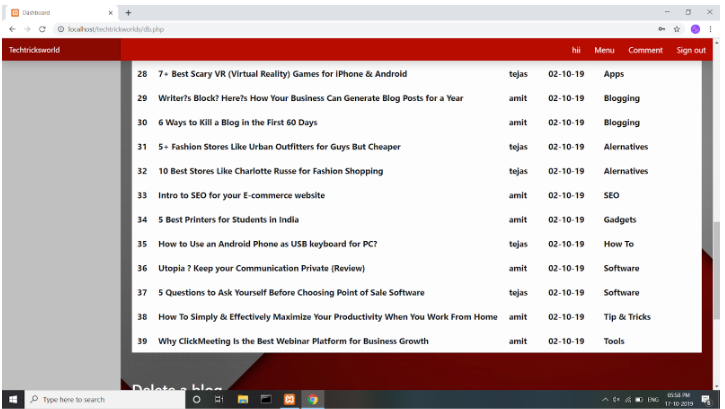 Dashboard
localhost/techtricksworlds/db.php
Techtricksworld hii Menu Comment Sign out
28 7+ Best Scary VR (Virtual Reality) Games for iPhone & Android tejas 02-10-19 Apps
29 Writer?s Block? Here?s How Your Business Can Generate Blog Posts for a Year amit 02-10-19 Blogging
30 6 Ways to Kill a Blog in the First 60 Days amit 02-10-19 Blogging
31 5+ Fashion Stores Like Urban Outfitters for Guys But Cheaper tejas 02-10-19 Alernatives
32 10 Best Stores Like Charlotte Russe for Fashion Shopping tejas 02-10-19 Alernatives
33 Intro to SEO for your E-commerce website amit 02-10-19 SEO
34 5 Best Printers for Students in India amit 02-10-19 Gadgets
35 How to Use an Android Phone as USB keyboard for PC? tejas 02-10-19 How To
36 Utopia ? Keep your Communication Private (Review) amit 02-10-19 Software
37 5 Questions to Ask Yourself Before Choosing Point of Sale Software tejas 02-10-19 Software
38 How To Simply & Effectively Maximize Your Productivity When You Work From Home amit 02-10-19 Tip & Tricks
39 Why ClickMeeting Is the Best Webinar Platform for Business Growth amit 02-10-19 Tools
Delete a blog
Type here to search ENG 05:58 PM
17-10-2019